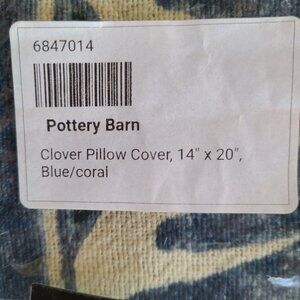 6847014
Pottery Barn
Clover Pillow Cover, 14" x 20",
Blue/coral